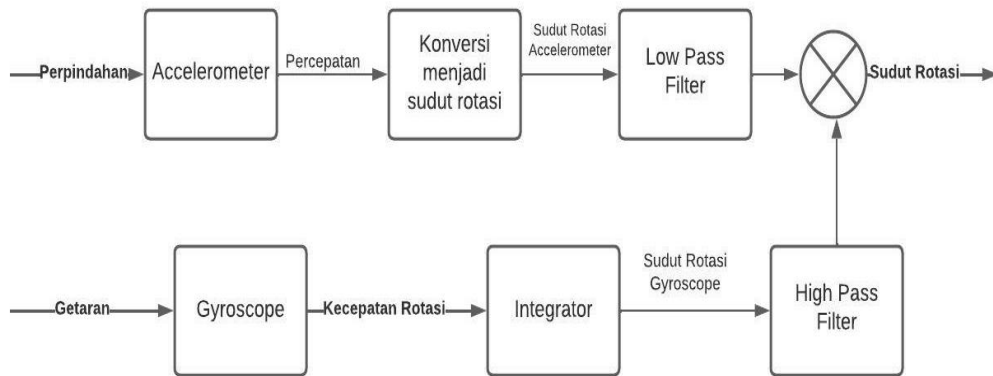 Perpindahan
Accelerometer
Percepatan
Konversi
menjadi
sudut rotasi
Sudut Rotasi
Accelerometer
Low Pass
Filter
Sudut Rotasi
Getaran
Gyroscope
Kecepatan Rotasi
Integrator
Sudut Rotasi
Gyroscope
High Pass
Filter